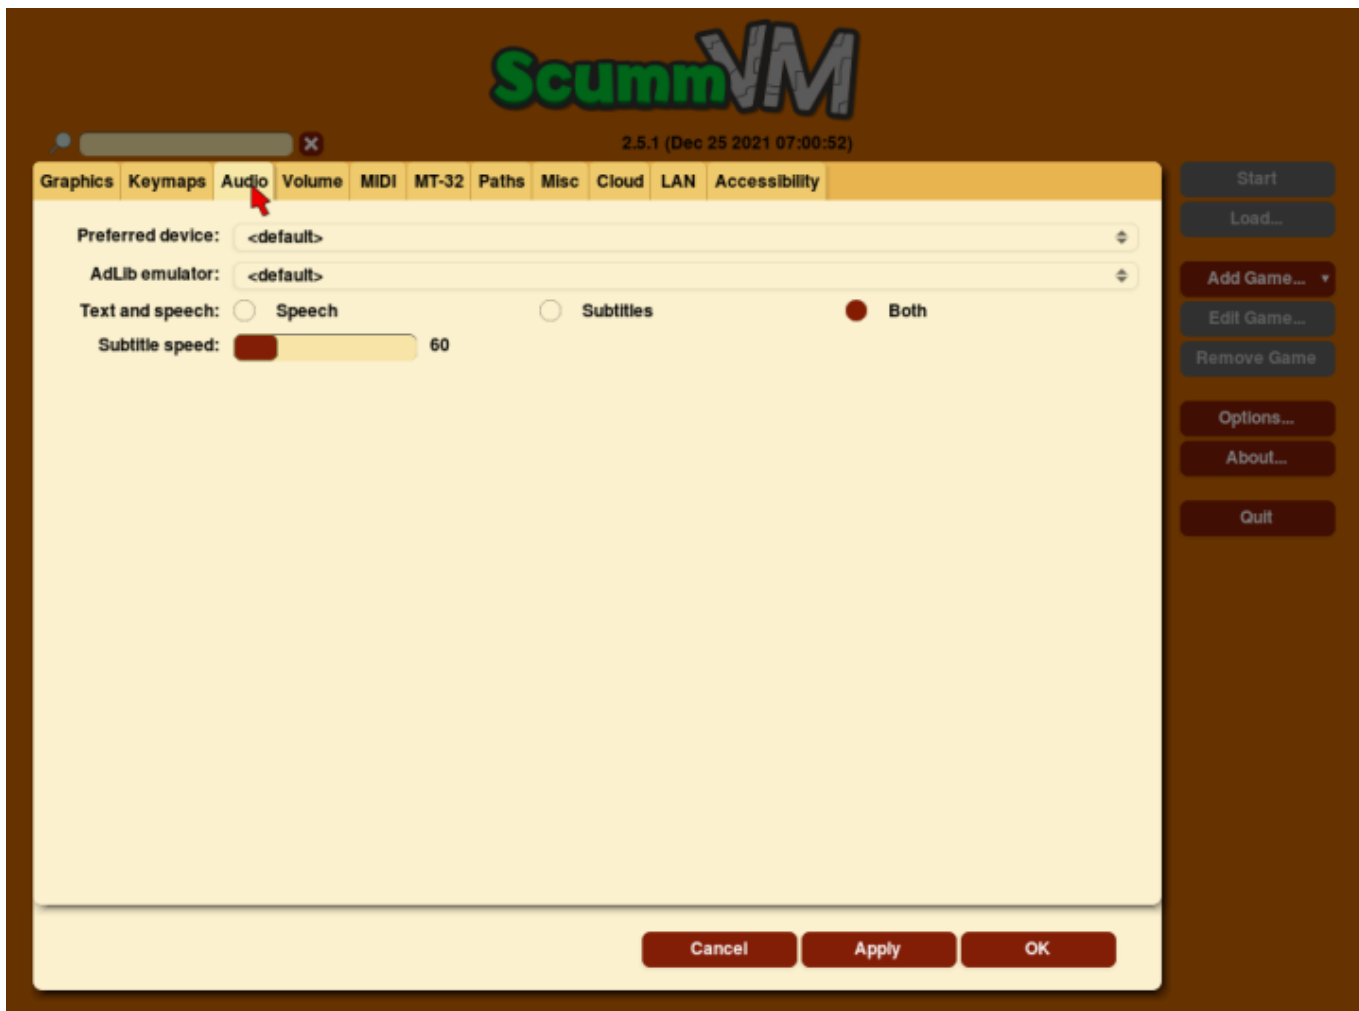 ScummVM
2.5.1 (Dec 25 2021 07:00:52)
Graphics Keymaps Audio Volume MIDI MT-32 Paths Misc Cloud LAN Accessibility
Preferred device: <default>
AdLib emulator: <default>
Text and speech: Speech Subtitles Both
Subtitle speed: 60
Cancel Apply OK
Start
Load...
Add Game...
Edit Game...
Remove Game
Options...
About...
Quit